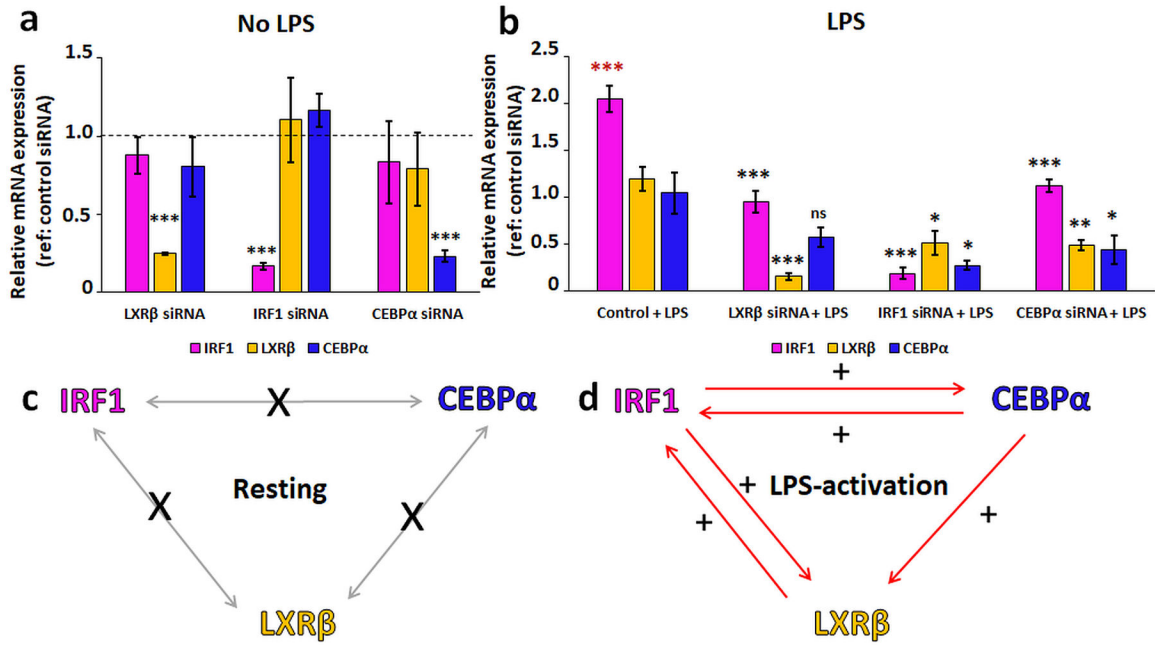 a
No LPS
Relative mRNA expression
(ref: control siRNA)
1.5
1.0
0.5
0
***
***
***
LXRβ siRNA
IRF1 siRNA
CEBPα siRNA
IRF1
LXRβ
CEBPα
b
LPS
Relative mRNA expression
(ref: control siRNA)
2.5
2.0
1.5
1.0
0.5
0
***
***
***
ns
***
*
*
***
**
*
Control + LPS
LXRβ siRNA + LPS
IRF1 siRNA + LPS
CEBPα siRNA + LPS
IRF1
LXRβ
CEBPα
c
IRF1
X
CEBPα
X
Resting
X
LXRβ
d
IRF1
+
CEBPα
+
+
LPS-activation
+
+
LXRβ